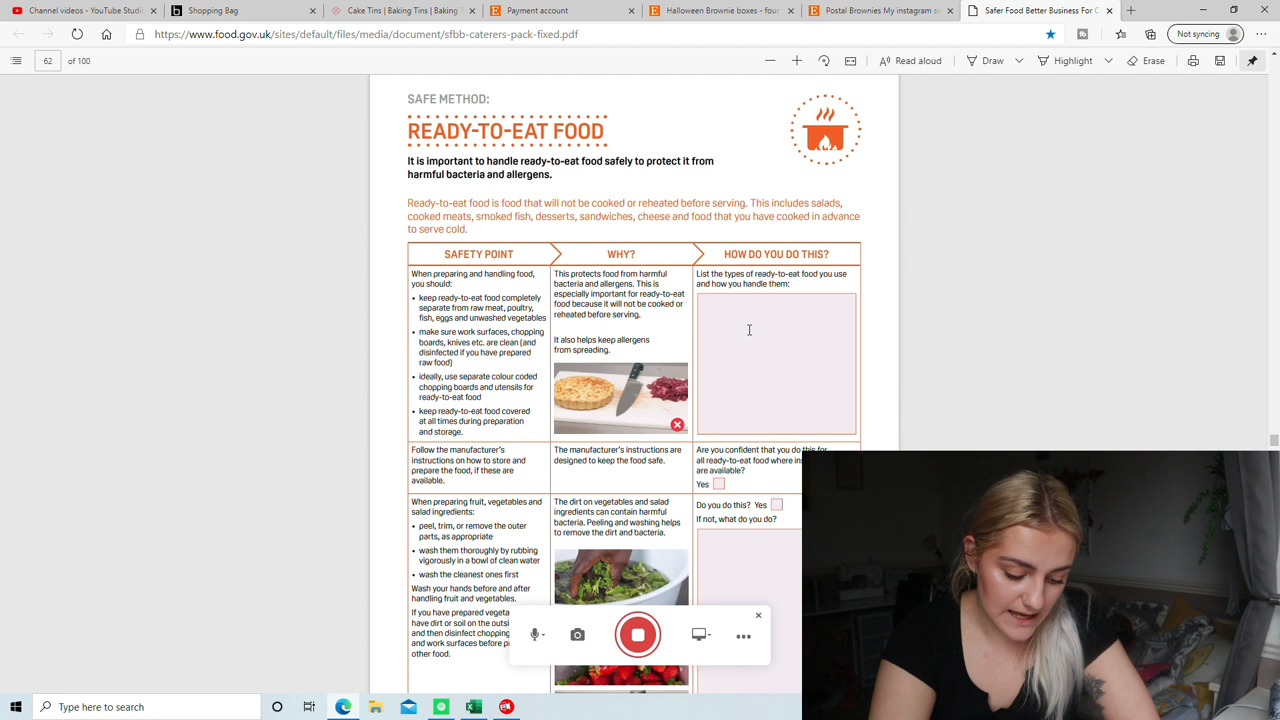 Channel videos - YouTube Studi
Shopping Bag
Cake Tins | Baking Tins | Baking T
Payment account
Halloween Brownie boxes - four
Postal Brownies My instagram is
Safer Food Better Business For C
https://www.food.gov.uk/sites/default/files/media/document/sfbb-caterers-pack-fixed.pdf
Not syncing
62 of 100
Read aloud
Draw
Highlight
Erase
SAFE METHOD:
READY-TO-EAT FOOD
It is important to handle ready-to-eat food safely to protect it from
harmful bacteria and allergens.
Ready-to-eat food is food that will not be cooked or reheated before serving. This includes salads,
cooked meats, smoked fish, desserts, sandwiches, cheese and food that you have cooked in advance
to serve cold.
SAFETY POINT
WHY?
HOW DO YOU DO THIS?
When preparing and handling food,
you should:
• keep ready-to-eat food completely
separate from raw meat, poultry,
fish, eggs and unwashed vegetables
• make sure work surfaces, chopping
boards, knives etc. are clean (and
disinfected if you have prepared
raw food)
• ideally, use separate colour coded
chopping boards and utensils for
ready-to-eat food
• keep ready-to-eat food covered
at all times during preparation
and storage.
This protects food from harmful
bacteria and allergens. This is
especially important for ready-to-eat
food because it will not be cooked or
reheated before serving.
It also helps keep allergens
from spreading.
List the types of ready-to-eat food you use
and how you handle them:
Follow the manufacturer's
instructions on how to store and
prepare the food, if these are
available.
The manufacturer's instructions are
designed to keep the food safe.
Are you confident that you do this for
all ready-to-eat food where
are available?
Yes
When preparing fruit, vegetables and
salad ingredients:
• peel, trim, or remove the outer
parts, as appropriate
• wash them thoroughly by rubbing
vigorously in a bowl of clean water
• wash the cleanest ones first
Wash your hands before and after
handling fruit and vegetables.
If you have prepared
have dirt or soil on the
and then disinfect chopping
and work surfaces before
other food.
The dirt on vegetables and salad
ingredients can contain harmful
bacteria. Peeling and washing helps
to remove the dirt and bacteria.
Do you do this? Yes
If not, what do you do?
Type here to search